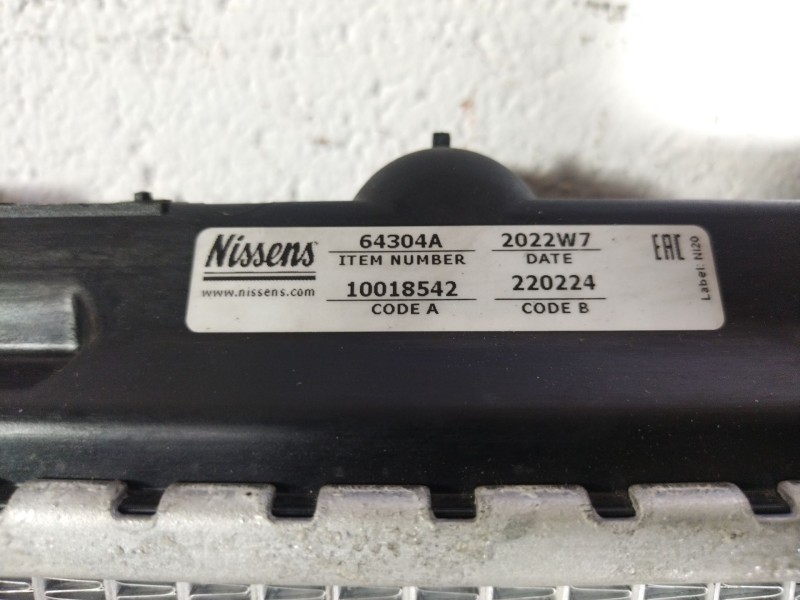 Nissens
www.nissens.com
64304A
ITEM NUMBER
10018542
CODE A
2022W7
DATE
220224
CODE B
EAC
Label: NI20